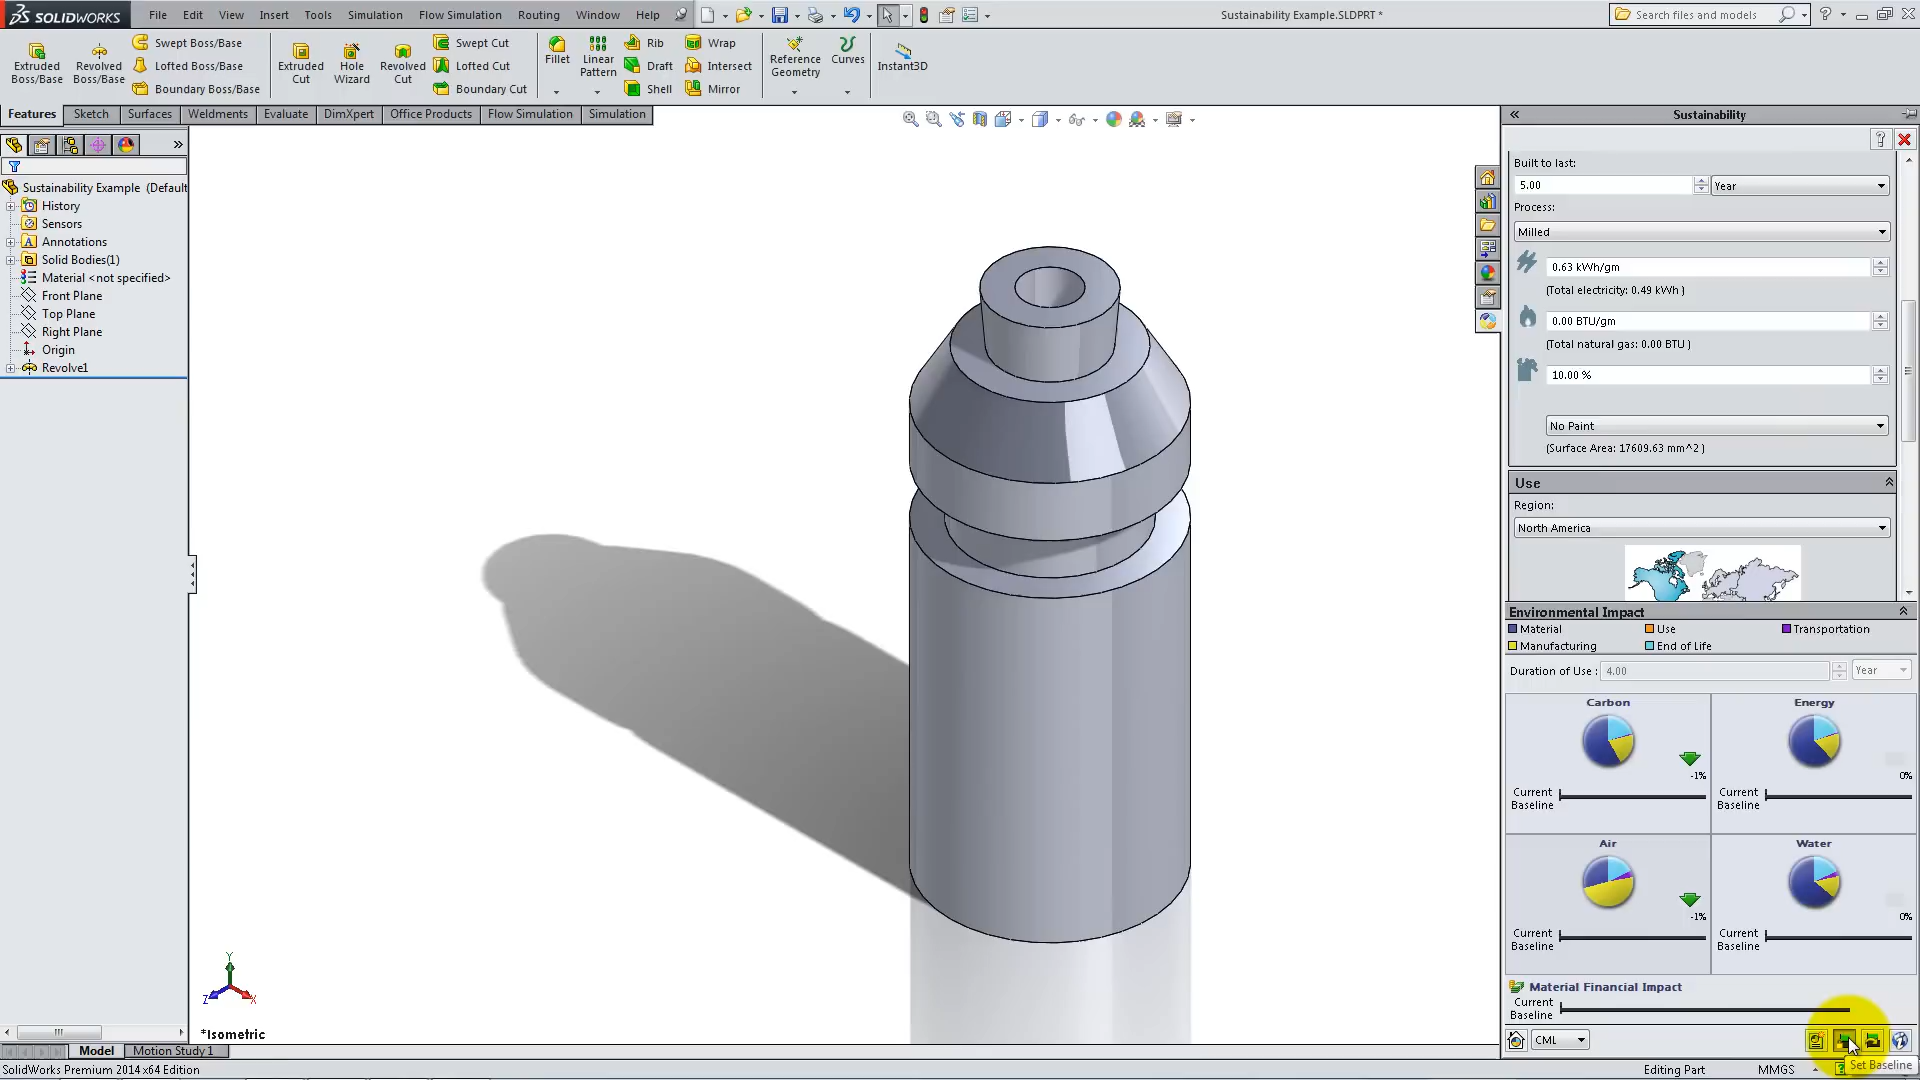 SOLIDWORKS File Edit View Insert Tools Simulation Flow Simulation Routing Window Help Sustainability Example.SLDPRT * Search files and models
Extruded Boss/Base
Revolved Boss/Base
Swept Boss/Base
Lofted Boss/Base
Boundary Boss/Base
Extruded Cut
Hole Wizard
Revolved Cut
Swept Cut
Lofted Cut
Boundary Cut
Fillet
Linear Pattern
Rib
Draft
Shell
Wrap
Intersect
Mirror
Reference Geometry
Curves
Instant3D
Features Sketch Surfaces Weldments Evaluate DimXpert Office Products Flow Simulation Simulation
Sustainability Example (Default
History
Sensors
Annotations
Solid Bodies(1)
Material <not specified>
Front Plane
Top Plane
Right Plane
Origin
Revolve1
Y
Z X
*Isometric
Sustainability
Built to last:
5.00 Year
Process:
Milled
0.63 kWh/gm
(Total electricity: 0.49 kWh )
0.00 BTU/gm
(Total natural gas: 0.00 BTU )
10.00 %
No Paint
(Surface Area: 17609.63 mm^2 )
Use
Region:
North America
Environmental Impact
Material Use Transportation
Manufacturing End of Life
Duration of Use : 4.00 Year
Carbon Energy
-1% 0%
Current Current
Baseline Baseline
Air Water
-1% 0%
Current Current
Baseline Baseline
Material Financial Impact
Current
Baseline
CML
Set Baseline
Model Motion Study 1
SolidWorks Premium 2014 x64 Edition Editing Part MMGS